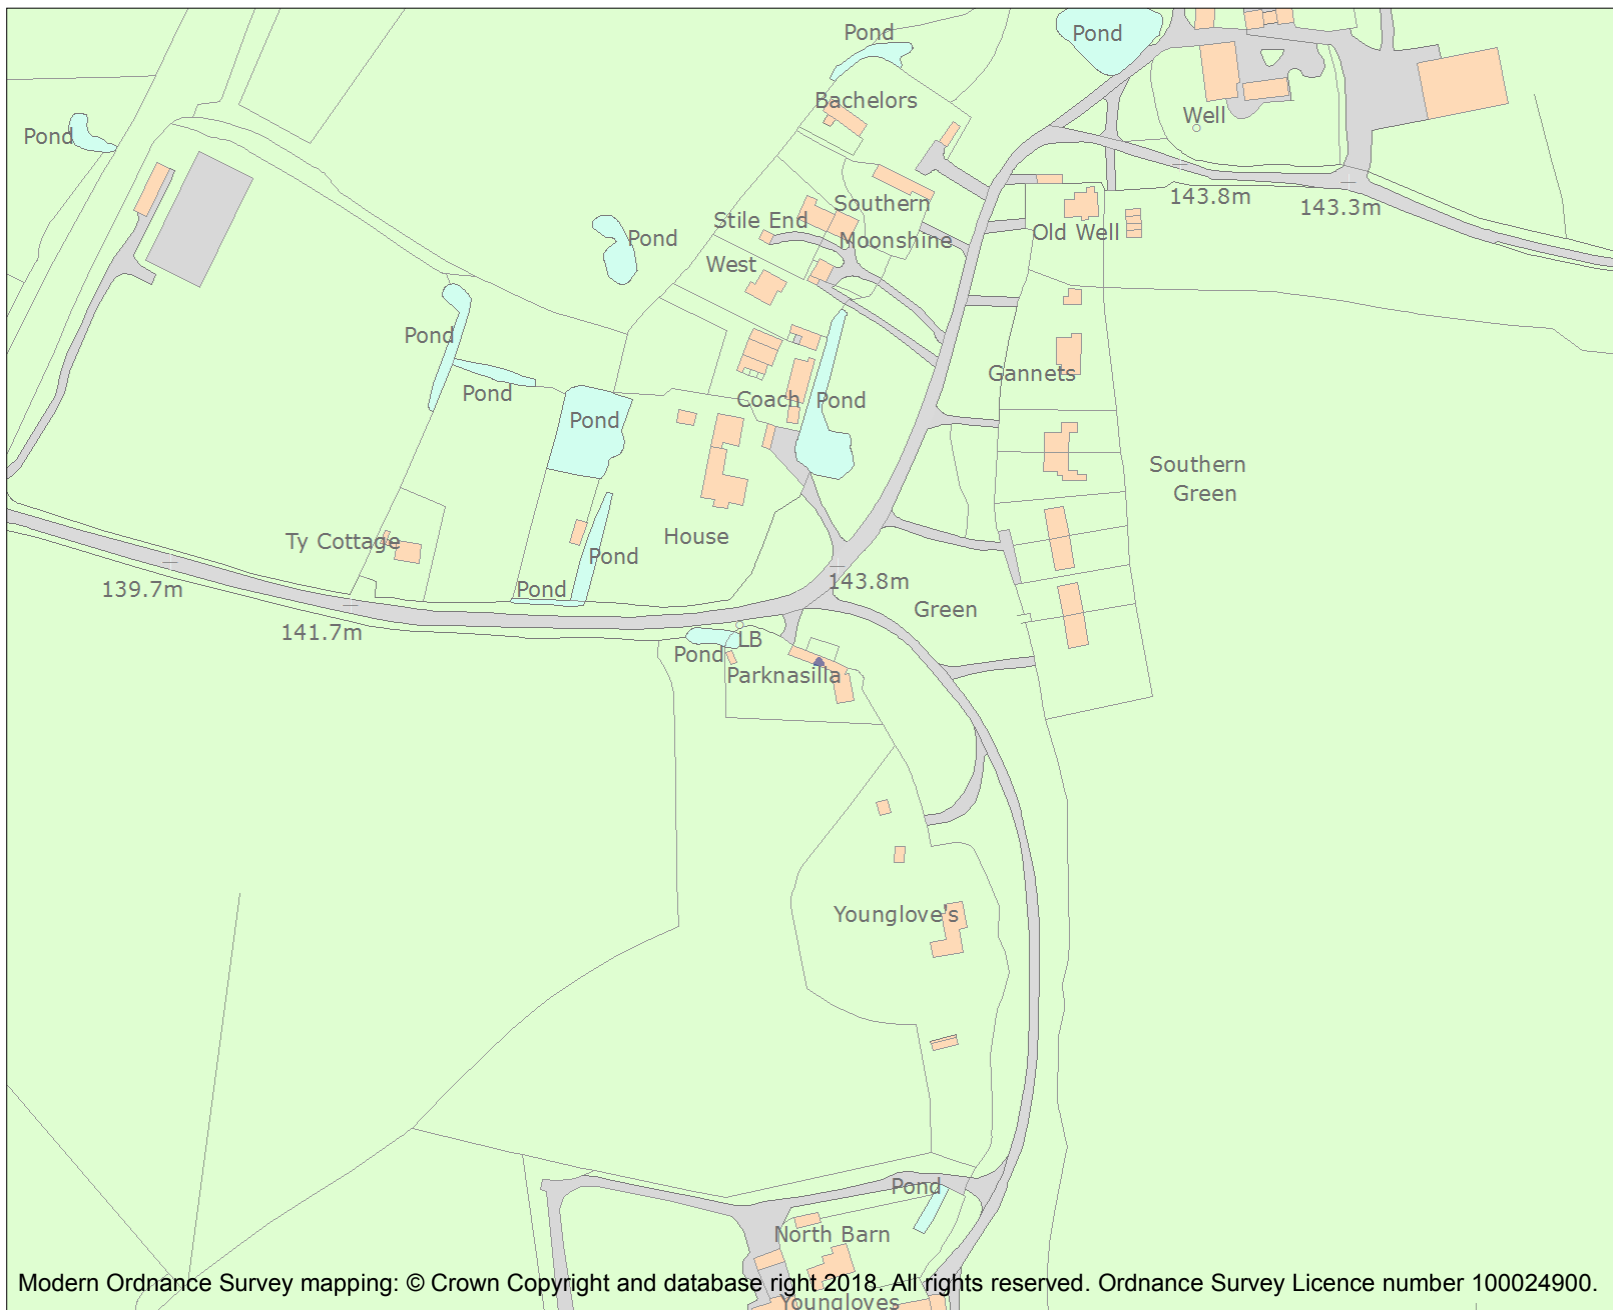 Pond
Pond
Bachelors
Well
Pond
143.8m
143.3m
Southern
Stile End
Old Well
Moonshine
Pond
West
Pond
Gannets
Pond
Coach
Pond
Pond
Southern
Green
House
Ty Cottage
Pond
139.7m
Pond
143.8m
Green
141.7m
LB
Pond
Parknasilla
Younglove's
Pond
North Barn
Modern Ordnance Survey mapping: © Crown Copyright and database right 2018. All rights reserved. Ordnance Survey Licence number 100024900.
Youngloves